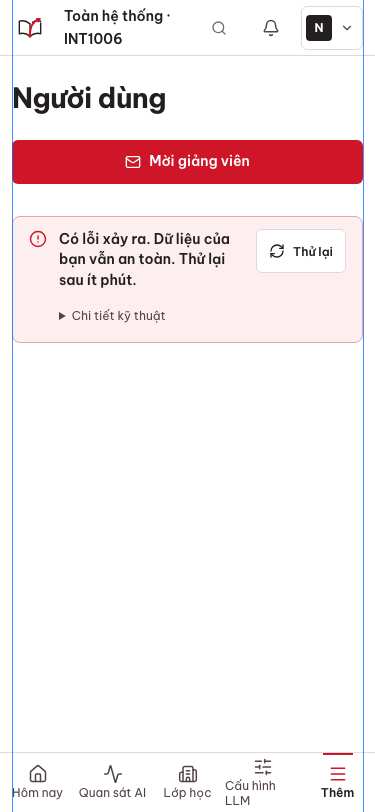 Toàn hệ thống ·
INT1006
N
Người dùng
Mời giảng viên
Có lỗi xảy ra. Dữ liệu của
bạn vẫn an toàn. Thử lại
sau ít phút.
Thử lại
Chi tiết kỹ thuật
Hôm nay
Quan sát AI
Lớp học
Cấu hình
LLM
Thêm